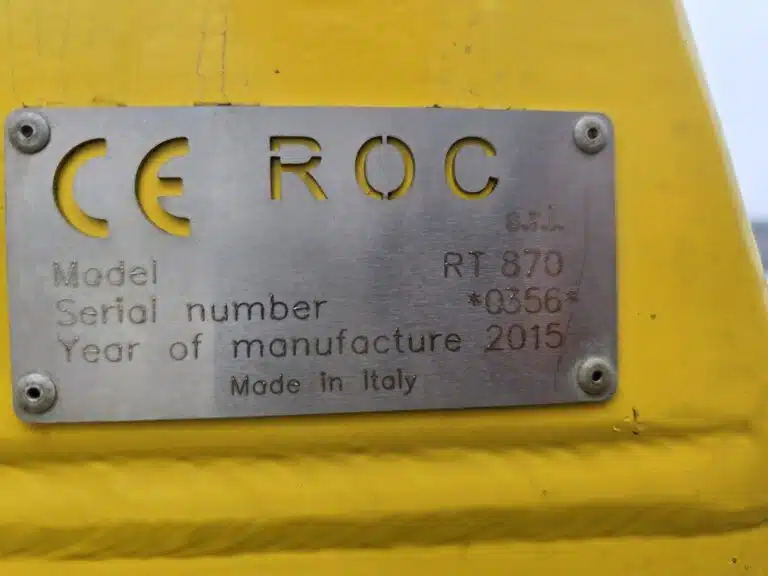 CE ROC
s.r.l.
Model RT 870
Serial number *0356*
Year of manufacture 2015
Made in Italy